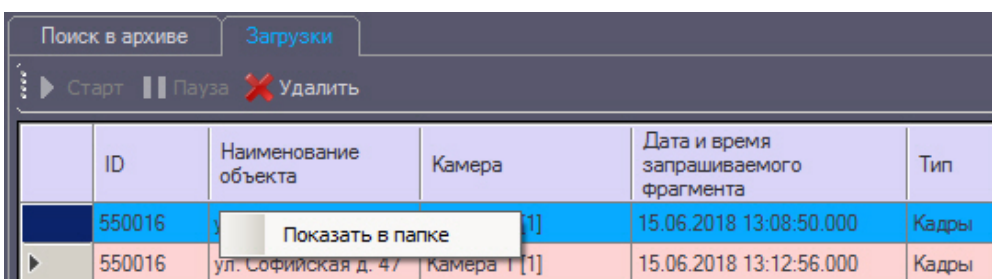 Поиск в архиве Загрузки
Старт Пауза Удалить
ID Наименование объекта Камера Дата и время запрашиваемого фрагмента Тип
550016 [1] 15.06.2018 13:08:50.000 Кадры
Показать в папке
550016 ул. Софийская д. 47 Камера 1 [1] 15.06.2018 13:12:56.000 Кадры